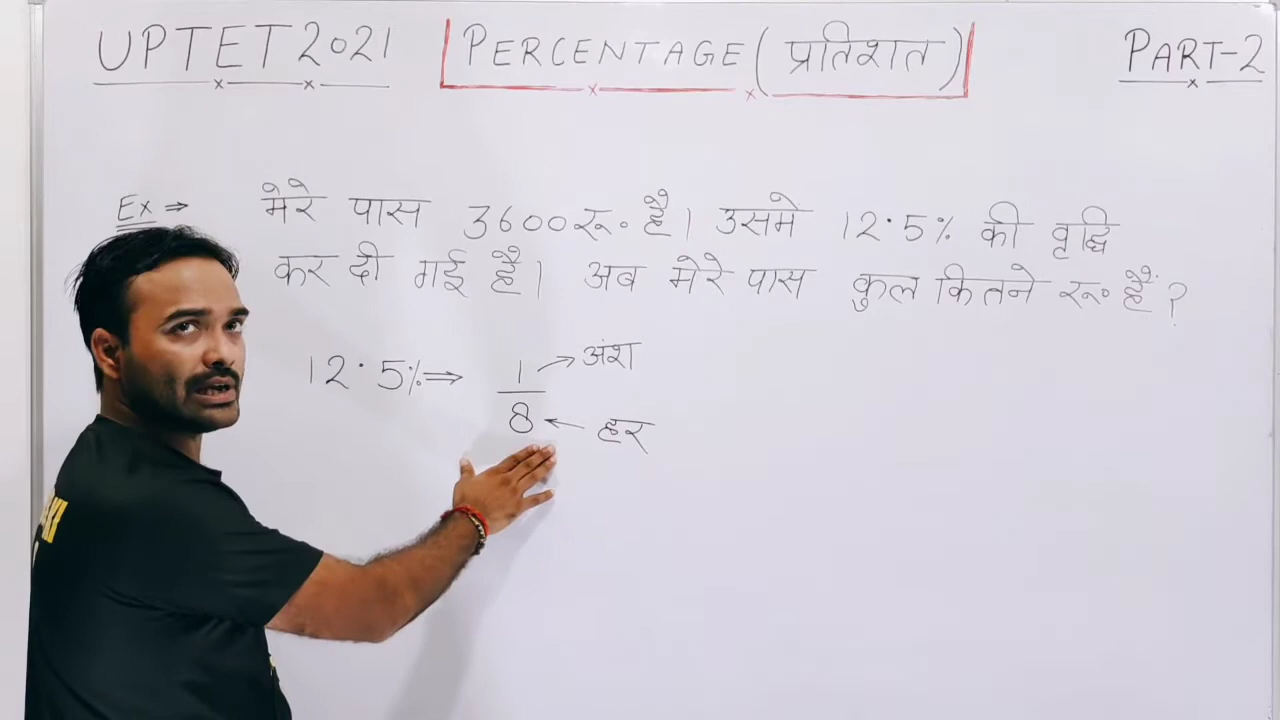 UPTET 2021
PERCENTAGE (प्रतिशत)
PART-2
Ex ⇒ मेरे पास 3600 रू० है। उसमे 12.5% की वृद्धि
कर दी गई है। अब मेरे पास कुल कितने रू० हैं ?
12.5% ⇒ 1/8
अंश
हर